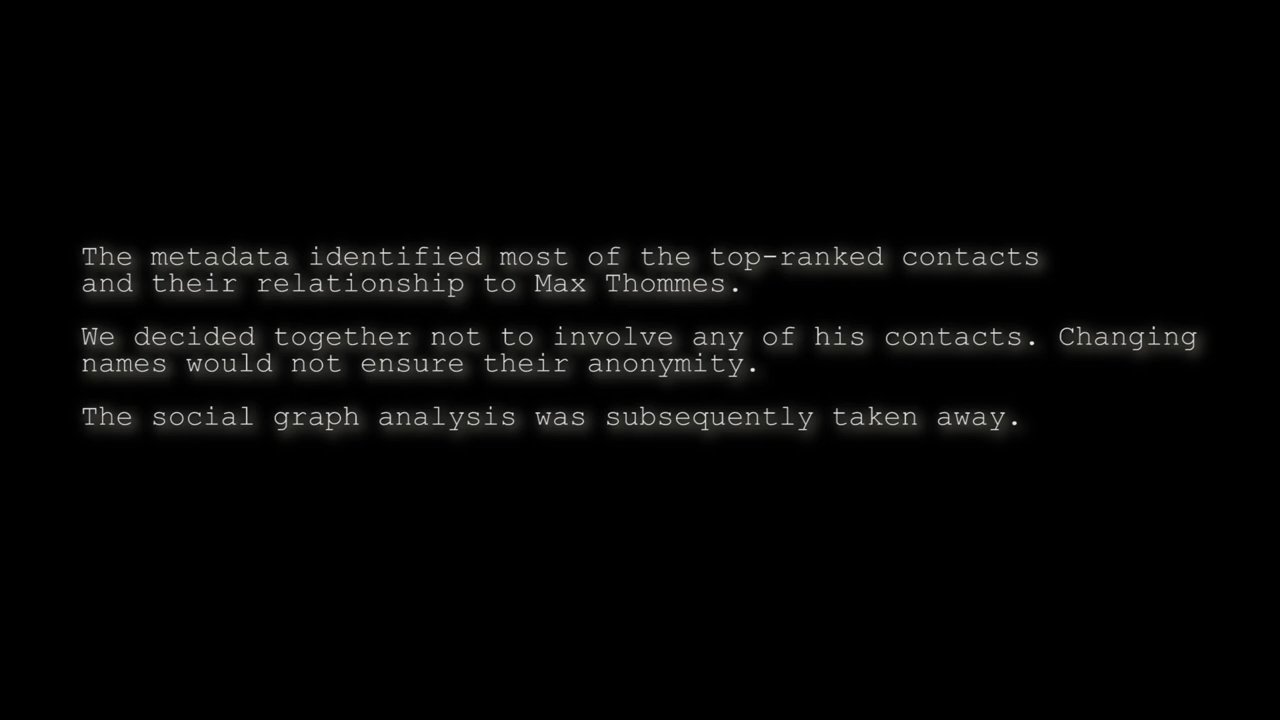 The metadata identified most of the top-ranked contacts
and their relationship to Max Thommes.
We decided together not to involve any of his contacts. Changing
names would not ensure their anonymity.
The social graph analysis was subsequently taken away.